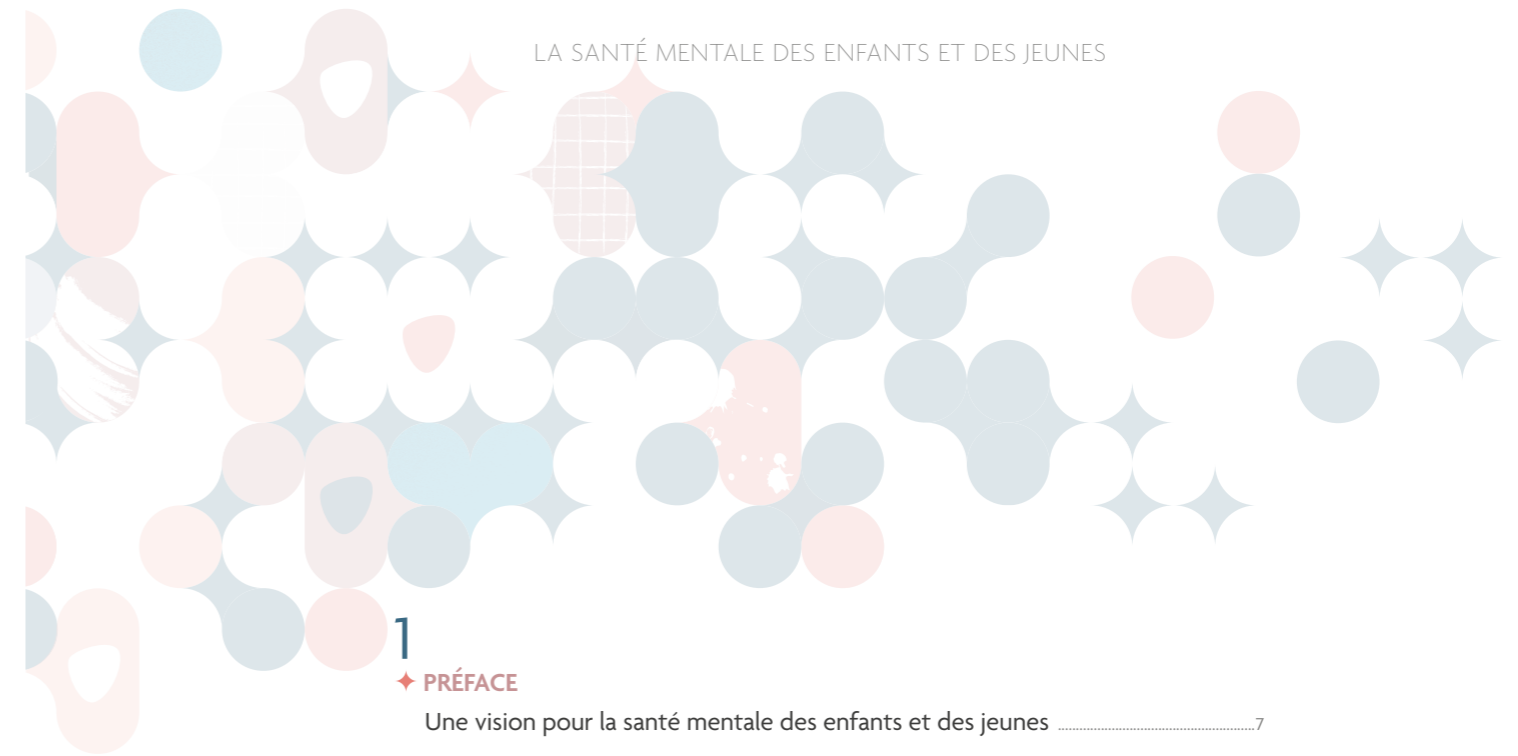 LA SANTÉ MENTALE DES ENFANTS ET DES JEUNES
1
PRÉFACE
Une vision pour la santé mentale des enfants et des jeunes 7